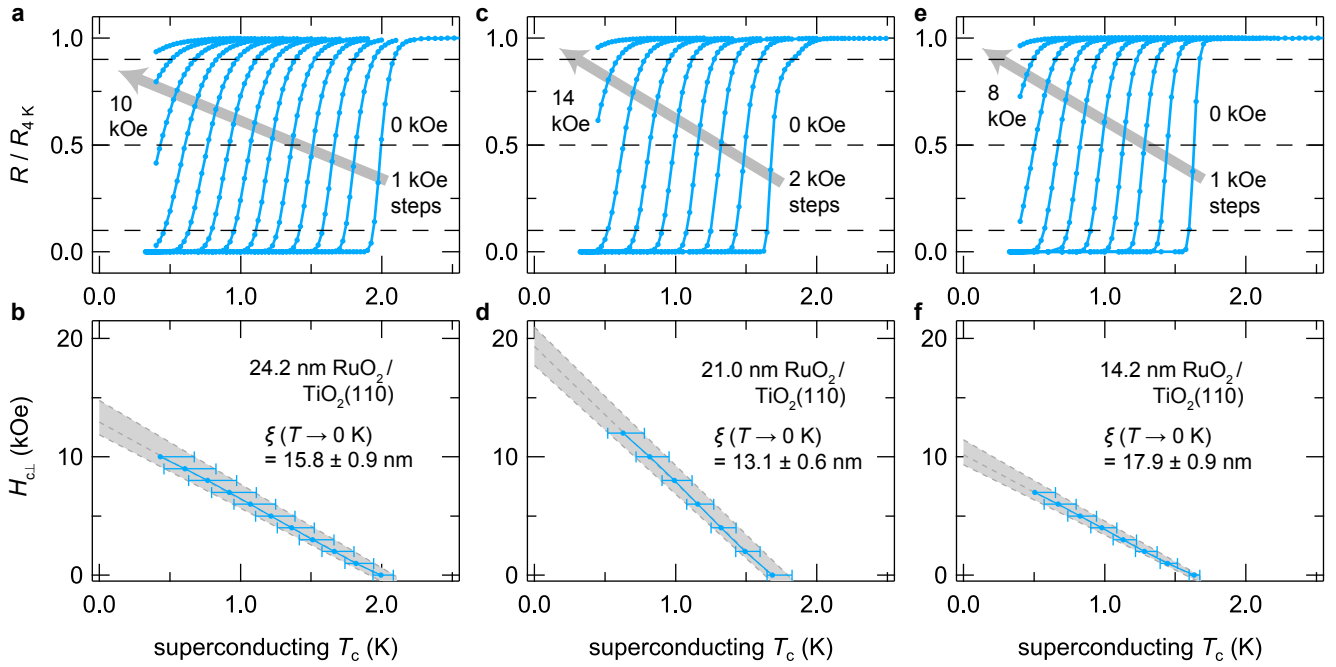 a
c
e
1.0
0.5
0.0
R / R4 K
10
kOe
0 kOe
1 kOe
steps
0.0
1.0
2.0
14
kOe
0 kOe
2 kOe
steps
0.0
1.0
2.0
8
kOe
0 kOe
1 kOe
steps
0.0
1.0
2.0
b
d
f
20
10
0
Hc⊥ (kOe)
24.2 nm RuO2 /
TiO2(110)
ξ (T → 0 K)
= 15.8 ± 0.9 nm
0.0
1.0
2.0
superconducting Tc (K)
21.0 nm RuO2 /
TiO2(110)
ξ (T → 0 K)
= 13.1 ± 0.6 nm
0.0
1.0
2.0
superconducting Tc (K)
14.2 nm RuO2 /
TiO2(110)
ξ (T → 0 K)
= 17.9 ± 0.9 nm
0.0
1.0
2.0
superconducting Tc (K)